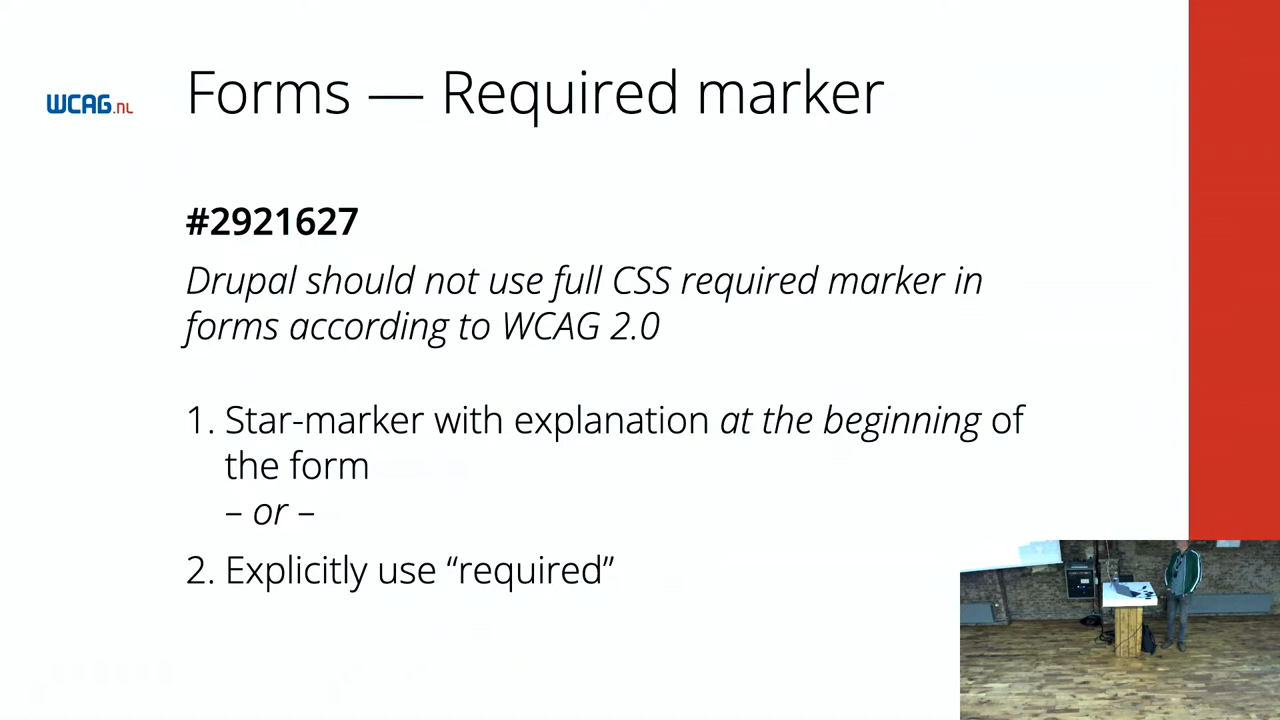 WCAG.NL
Forms — Required marker
#2921627
Drupal should not use full CSS required marker in
forms according to WCAG 2.0
1. Star-marker with explanation at the beginning of
the form
– or –
2. Explicitly use “required”